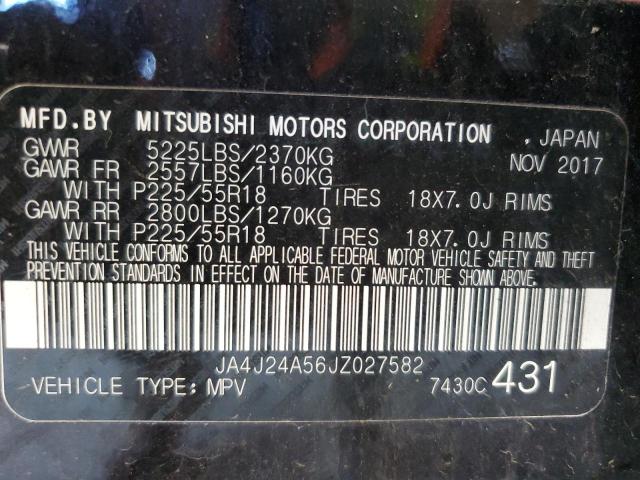 MFD.BY MITSUBISHI MOTORS CORPORATION , JAPAN
GVWR 5225LBS/2370KG NOV 2017
GAWR FR 2557LBS/1160KG
WITH P225/55R18 TIRES 18X7.0J RIMS
GAWR RR 2800LBS/1270KG
WITH P225/55R18 TIRES 18X7.0J RIMS
THIS VEHICLE CONFORMS TO ALL APPLICABLE FEDERAL MOTOR VEHICLE SAFETY AND THEFT
PREVENTION STANDARDS IN EFFECT ON THE DATE OF MANUFACTURE SHOWN ABOVE.
JA4J24A56JZ027582
VEHICLE TYPE: MPV 7430C 431